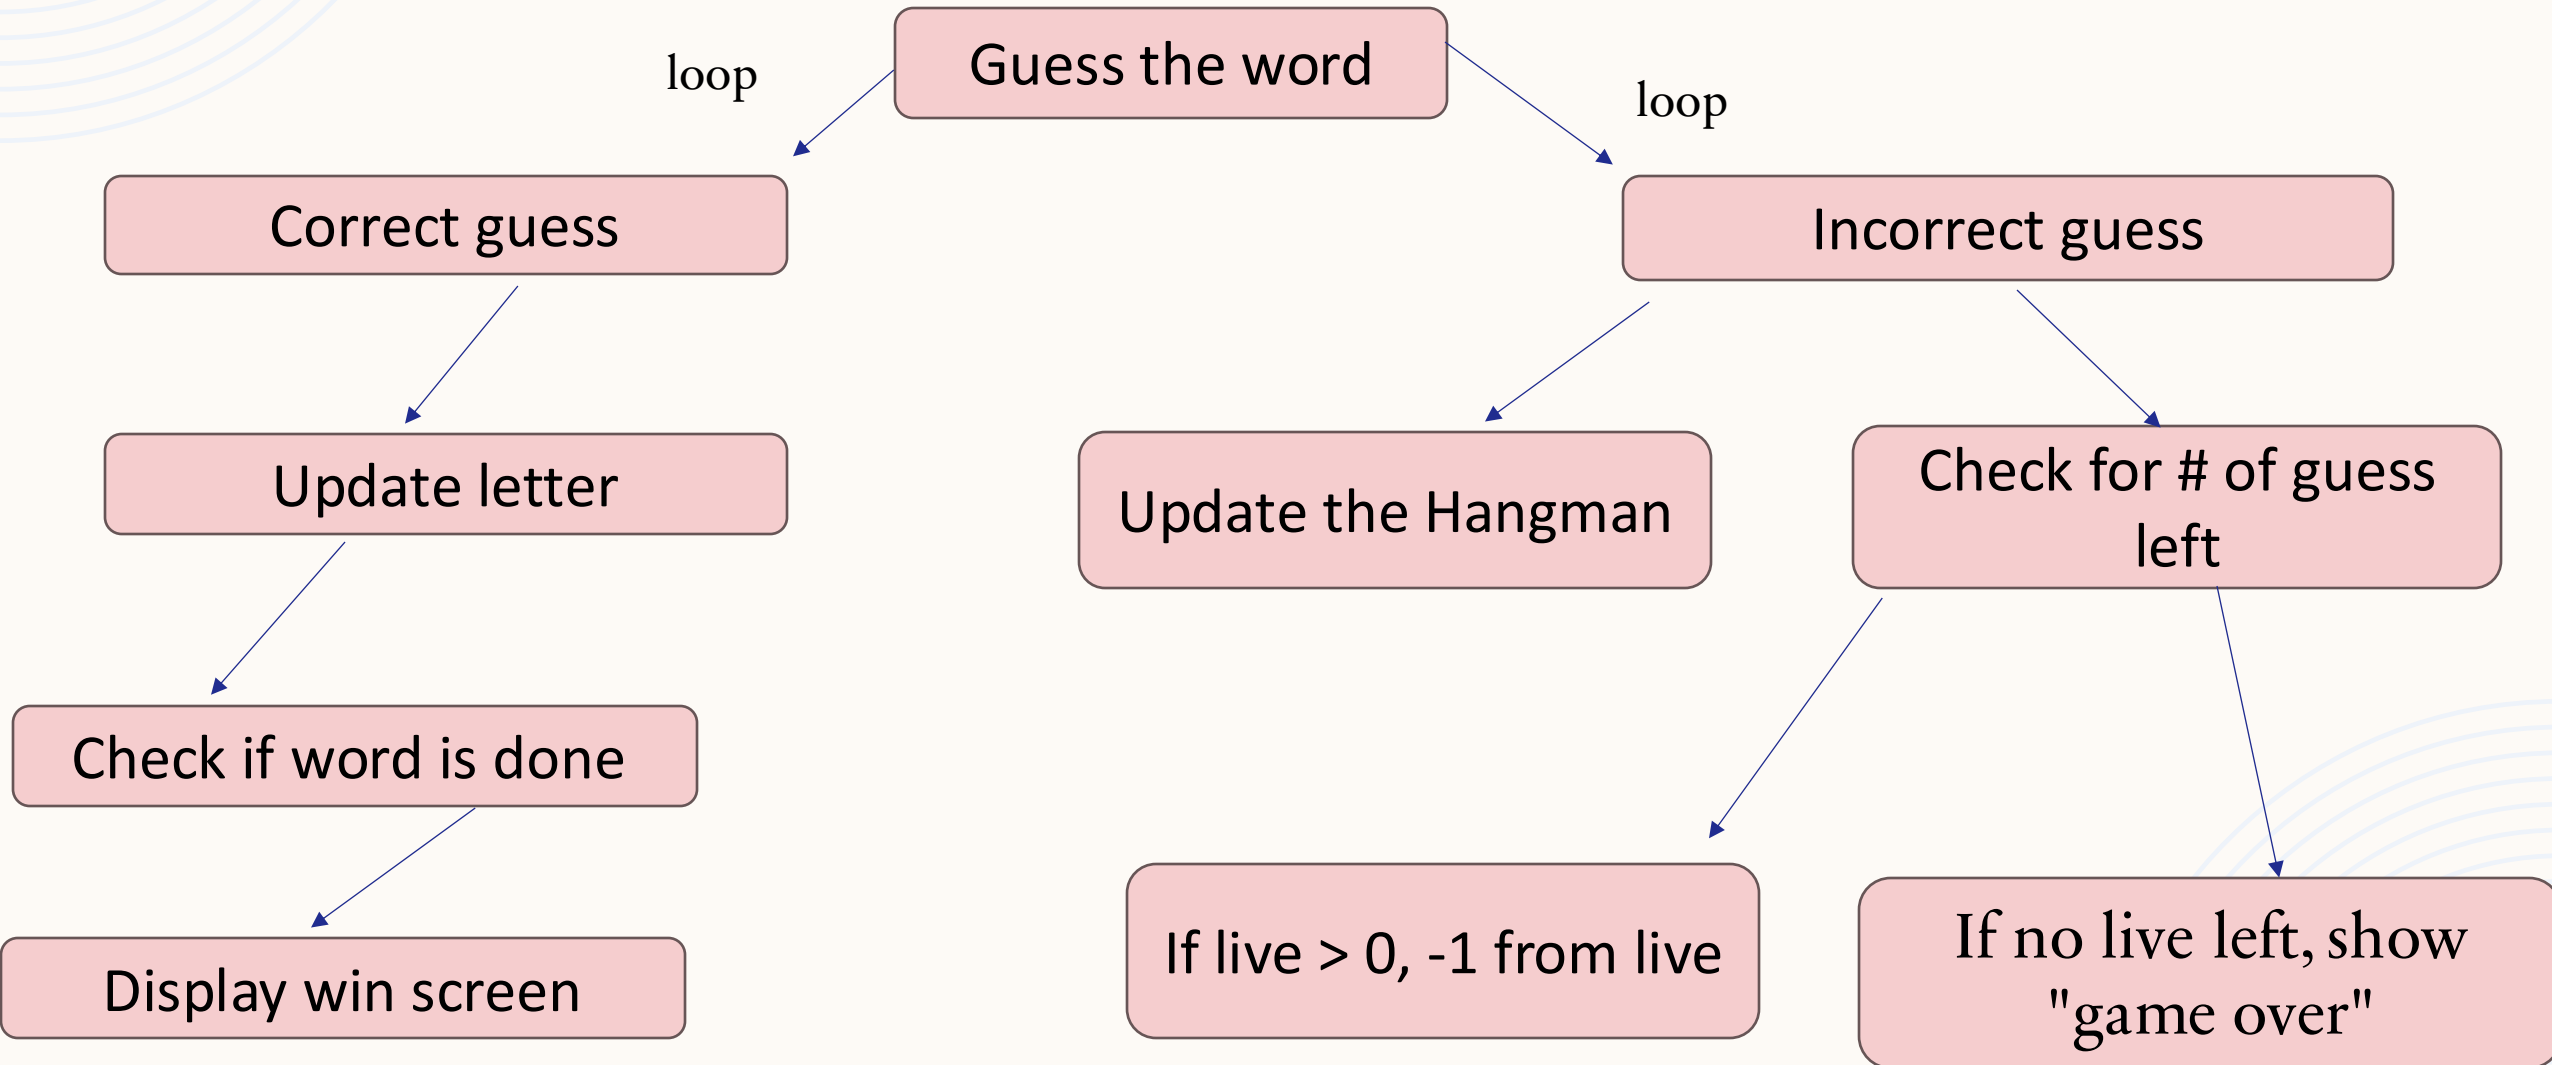 Guess the word
loop
loop
Correct guess
Incorrect guess
Update letter
Update the Hangman
Check for # of guess
left
Check if word is done
If live > 0, -1 from live
If no live left, show
"game over"
Display win screen